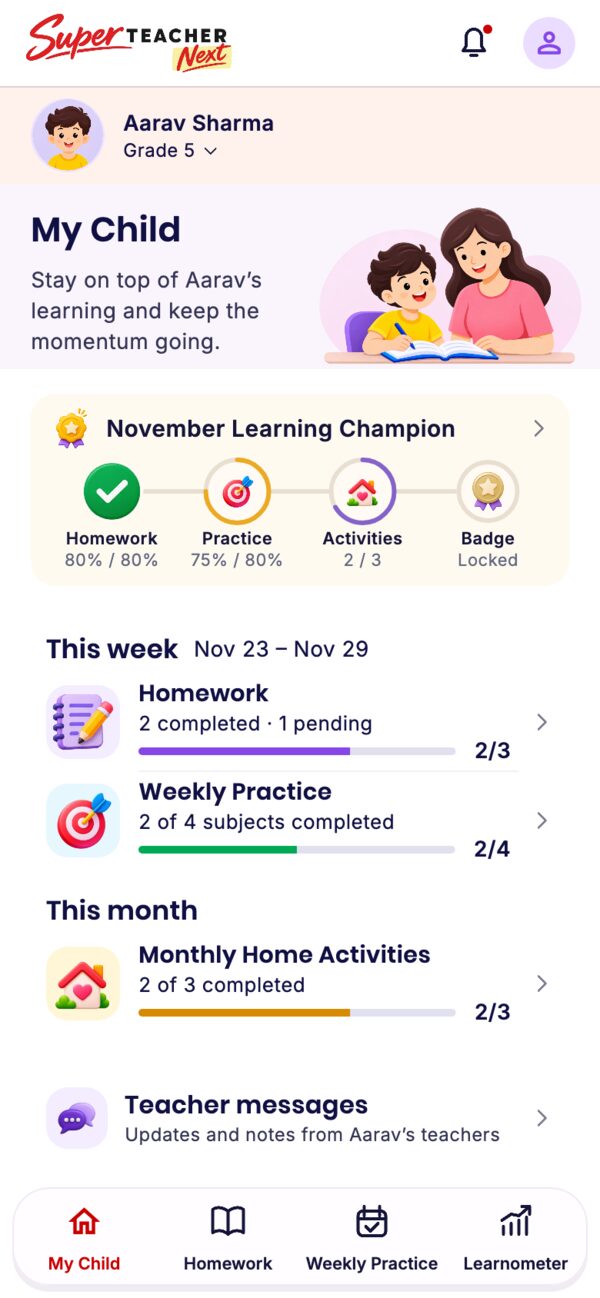 Super TEACHER
Next
Aarav Sharma
Grade 5
My Child
Stay on top of Aarav’s
learning and keep the
momentum going.
November Learning Champion
Homework Practice Activities Badge
80% / 80% 75% / 80% 2 / 3 Locked
This week Nov 23 – Nov 29
Homework
2 completed · 1 pending
2/3
Weekly Practice
2 of 4 subjects completed
2/4
This month
Monthly Home Activities
2 of 3 completed
2/3
Teacher messages
Updates and notes from Aarav’s teachers
My Child Homework Weekly Practice Learnometer